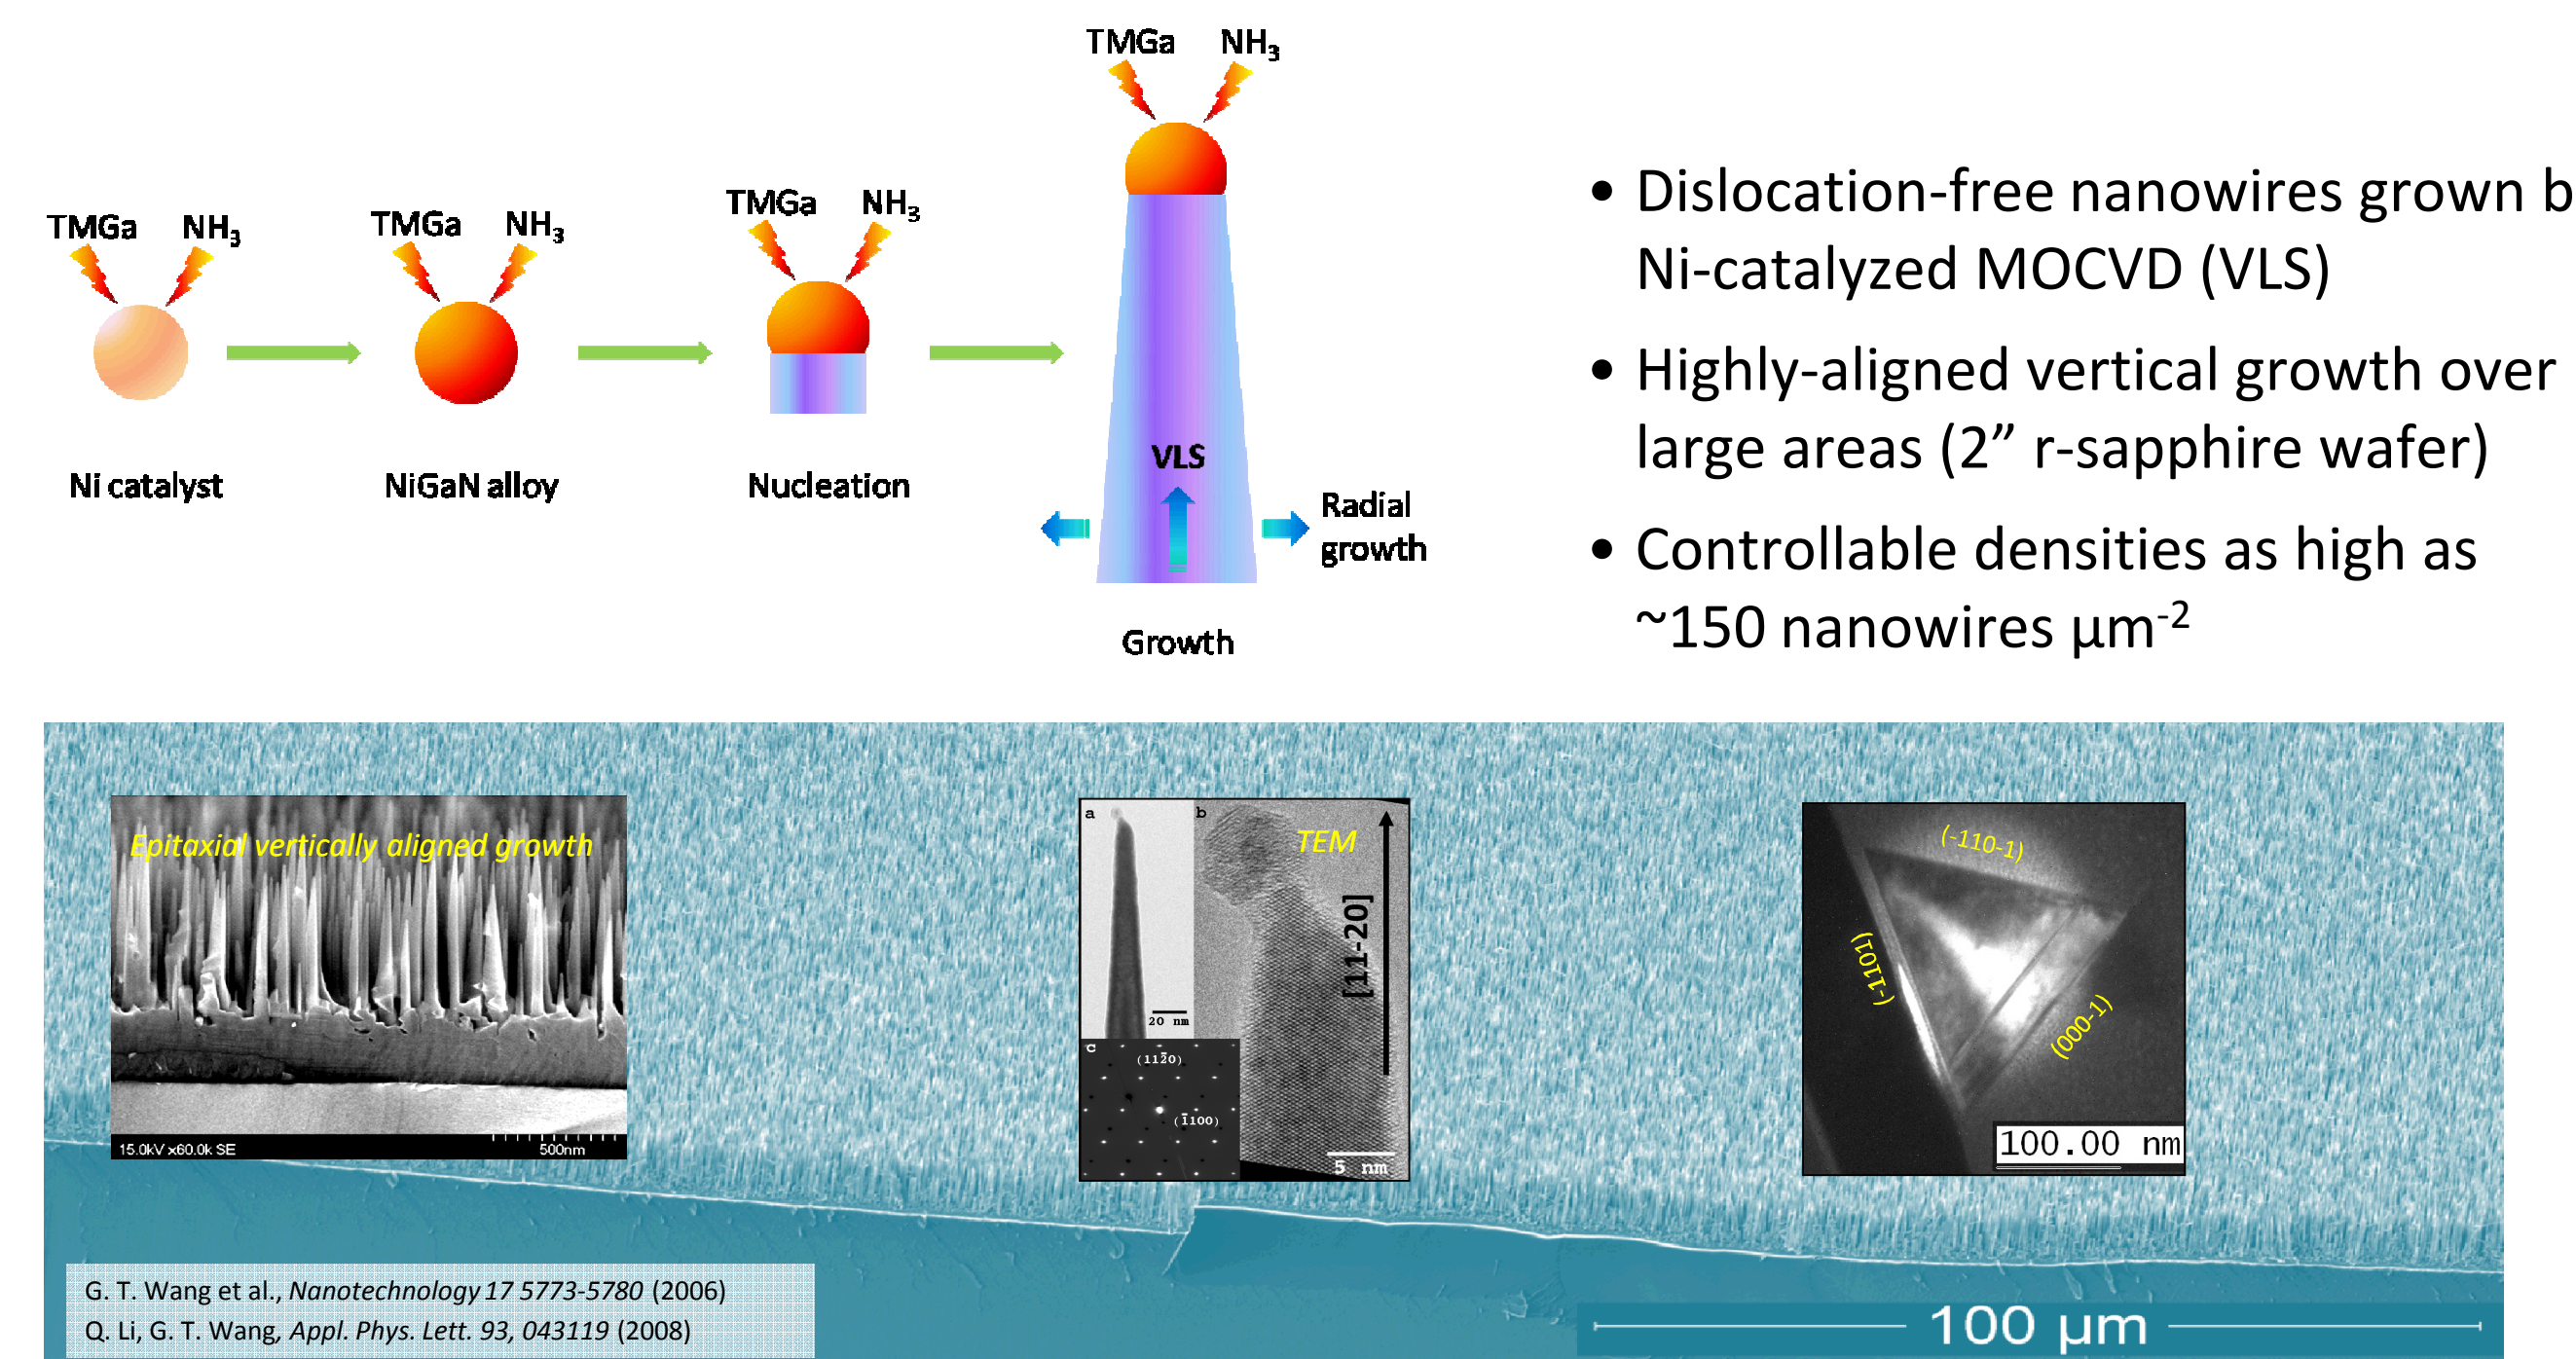 TMGa NH₃
TMGa NH₃
TMGa NH₃
TMGa NH₃
Ni catalyst
NiGaN alloy
Nucleation
VLS
Radial
growth
Growth
• Dislocation-free nanowires grown b
Ni-catalyzed MOCVD (VLS)
• Highly-aligned vertical growth over
large areas (2” r-sapphire wafer)
• Controllable densities as high as
~150 nanowires µm⁻²
Epitaxial vertically aligned growth
15.0kV x60.0k SE
500nm
a
b
TEM
[11-20]
20 nm
c
(112̅0)
(1̅100)
5 nm
(-110-1)
(-1101)
(000-1)
100.00 nm
G. T. Wang et al., Nanotechnology 17 5773-5780 (2006)
Q. Li, G. T. Wang, Appl. Phys. Lett. 93, 043119 (2008)
100 µm